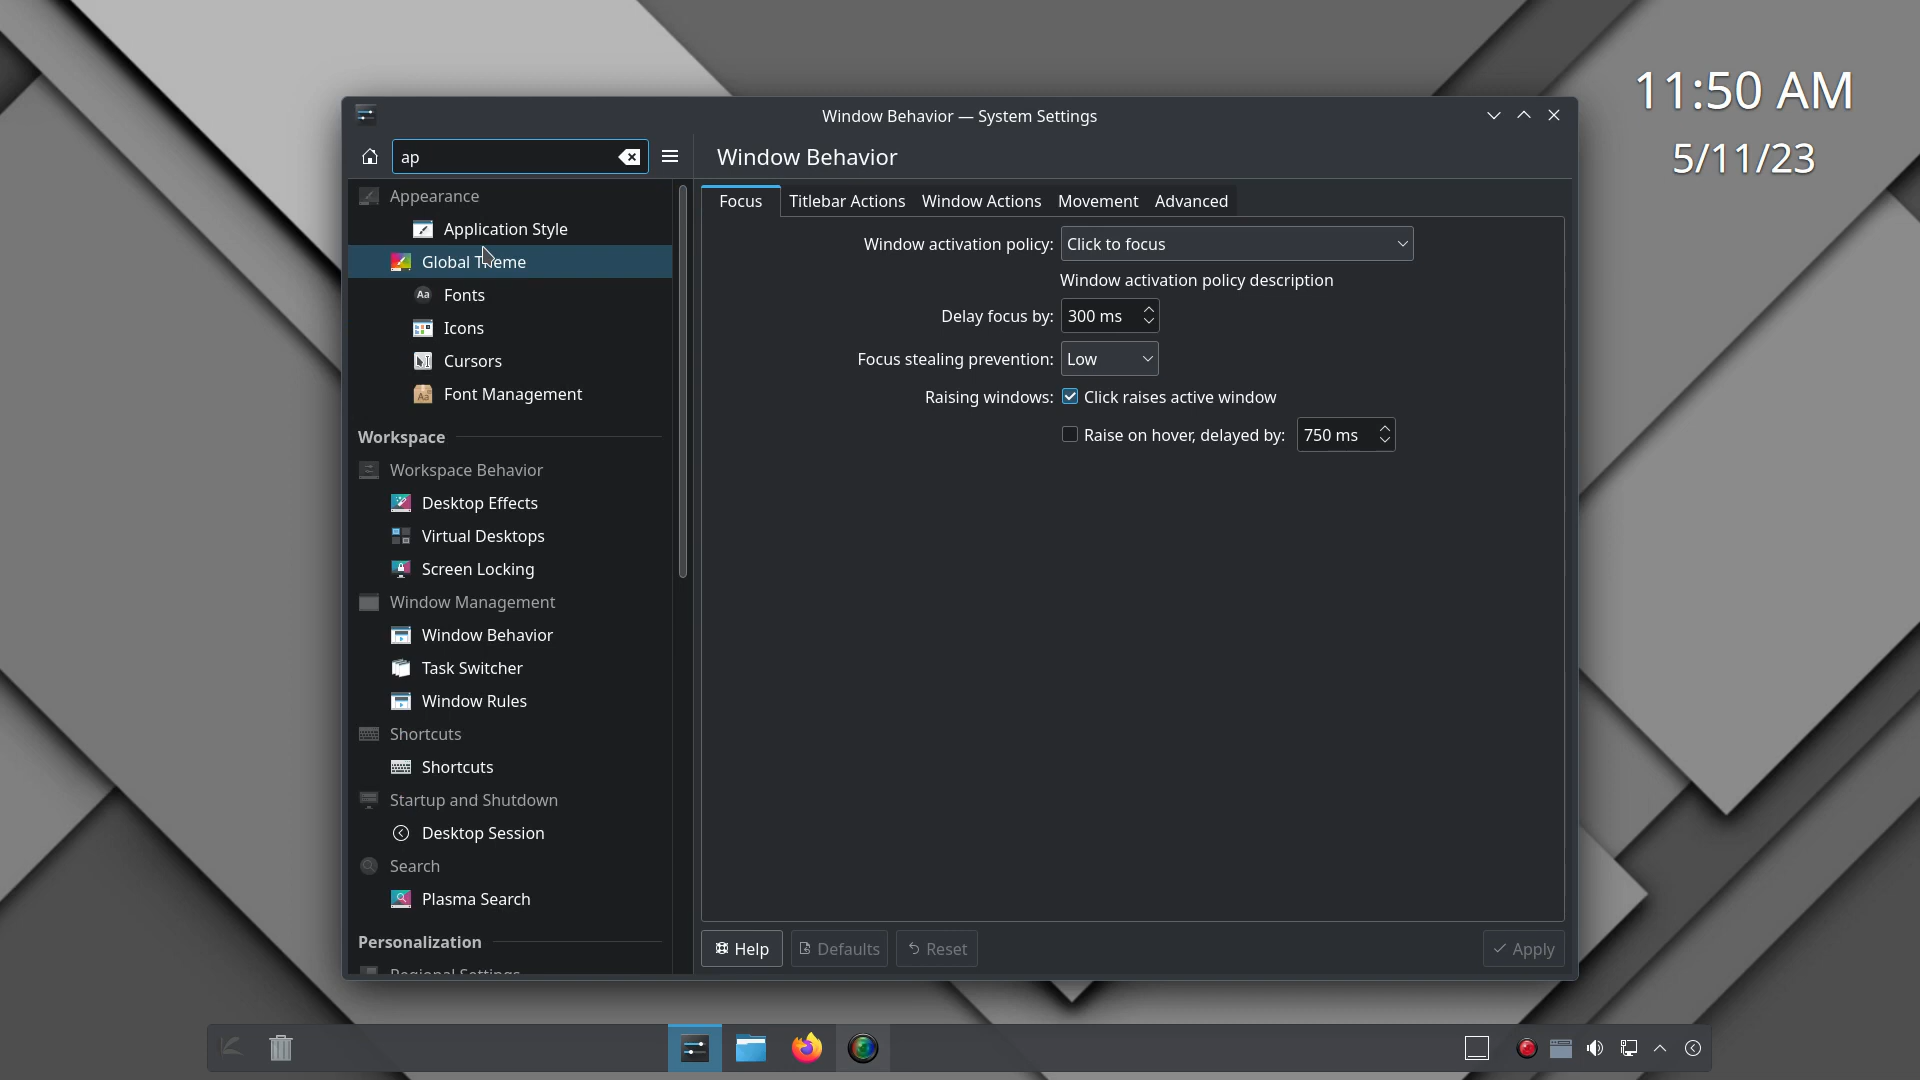 11:50 AM
5/11/23
Window Behavior — System Settings
ap
Window Behavior
Appearance
Application Style
Global Theme
Fonts
Icons
Cursors
Font Management
Workspace
Workspace Behavior
Desktop Effects
Virtual Desktops
Screen Locking
Window Management
Window Behavior
Task Switcher
Window Rules
Shortcuts
Shortcuts
Startup and Shutdown
Desktop Session
Search
Plasma Search
Personalization
Regional Settings
Focus
Titlebar Actions
Window Actions
Movement
Advanced
Window activation policy: Click to focus
Window activation policy description
Delay focus by: 300 ms
Focus stealing prevention: Low
Raising windows: Click raises active window
Raise on hover, delayed by: 750 ms
Help
Defaults
Reset
Apply